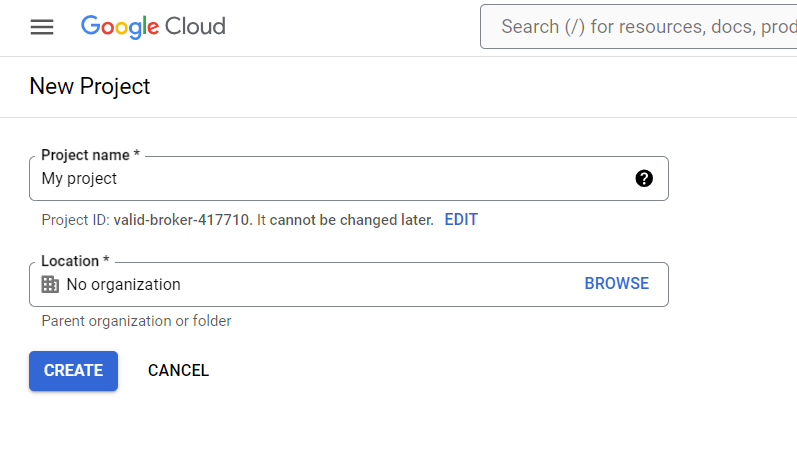 Google Cloud
Search (/) for resources, docs, prod
New Project
Project name *
My project
Project ID: valid-broker-417710. It cannot be changed later. EDIT
Location *
No organization BROWSE
Parent organization or folder
CREATE CANCEL